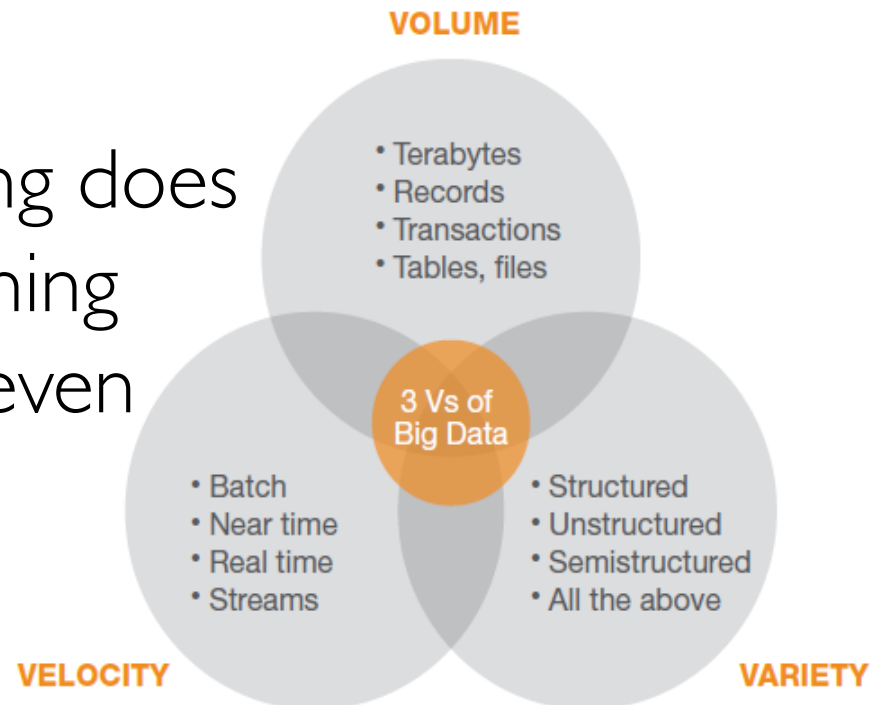 VOLUME
ng does
ning
even
• Terabytes
• Records
• Transactions
• Tables, files
3 Vs of
Big Data
• Batch
• Near time
• Real time
• Streams
• Structured
• Unstructured
• Semistructured
• All the above
VELOCITY
VARIETY